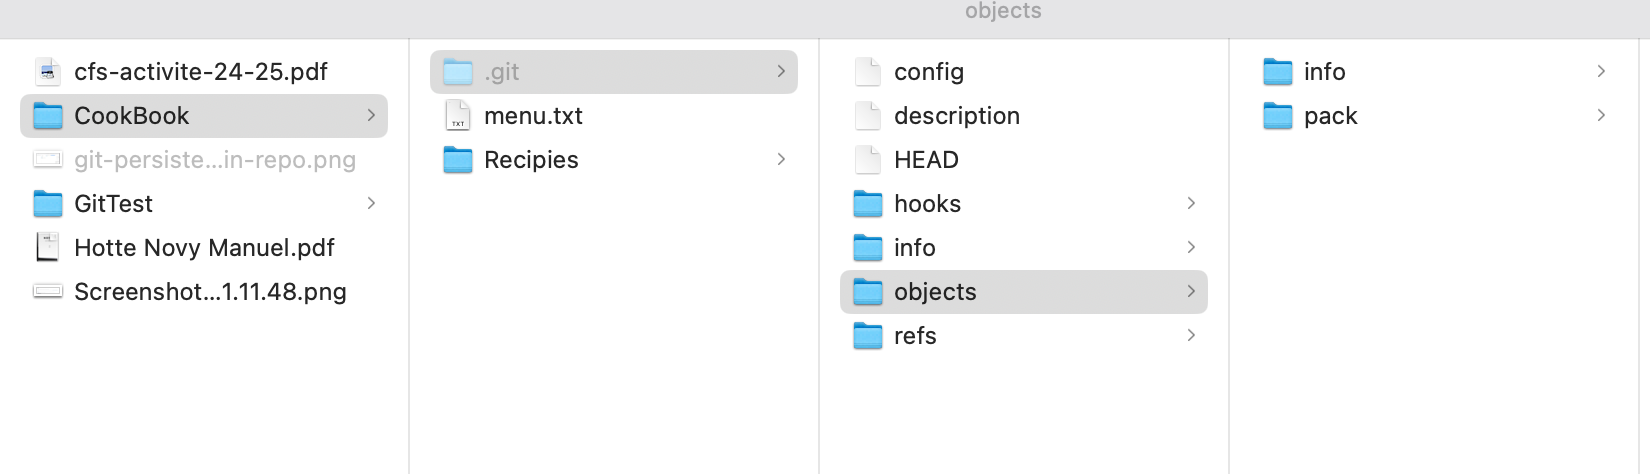 objects
cfs-activite-24-25.pdf
CookBook
git-persiste...in-repo.png
GitTest
Hotte Novy Manuel.pdf
Screenshot...1.11.48.png
.git
menu.txt
TXT
Recipies
config
description
HEAD
hooks
info
objects
refs
info
pack